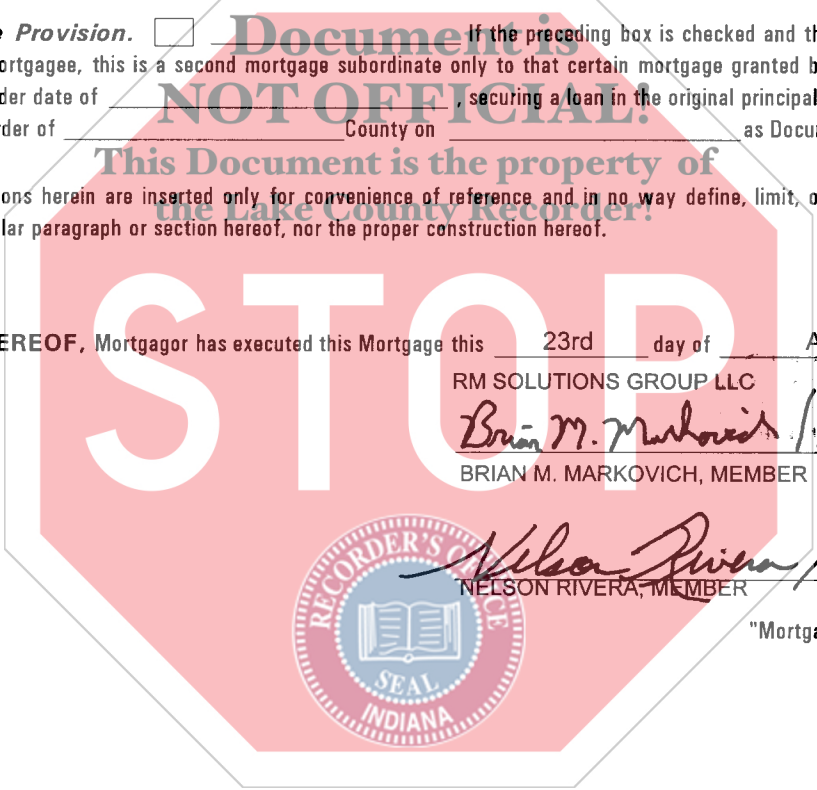 e Provision. If the preceding box is checked and th
Document is
ortgagee, this is a second mortgage subordinate only to that certain mortgage granted b
der date of , securing a loan in the original principal
NOT OFFICIAL!
der of County on as Docu
This Document is the property of
ons herein are inserted only for convenience of reference and in no way define, limit, o
the Lake County Recorder!
lar paragraph or section hereof, nor the proper construction hereof.
STOP
EREOF, Mortgagor has executed this Mortgage this 23rd day of A
RM SOLUTIONS GROUP LLC
Brian M. Markovich
BRIAN M. MARKOVICH, MEMBER
Nelson Rivera
NELSON RIVERA, MEMBER
"Mortga
RECORDER'S OFFICE
SEAL
INDIANA